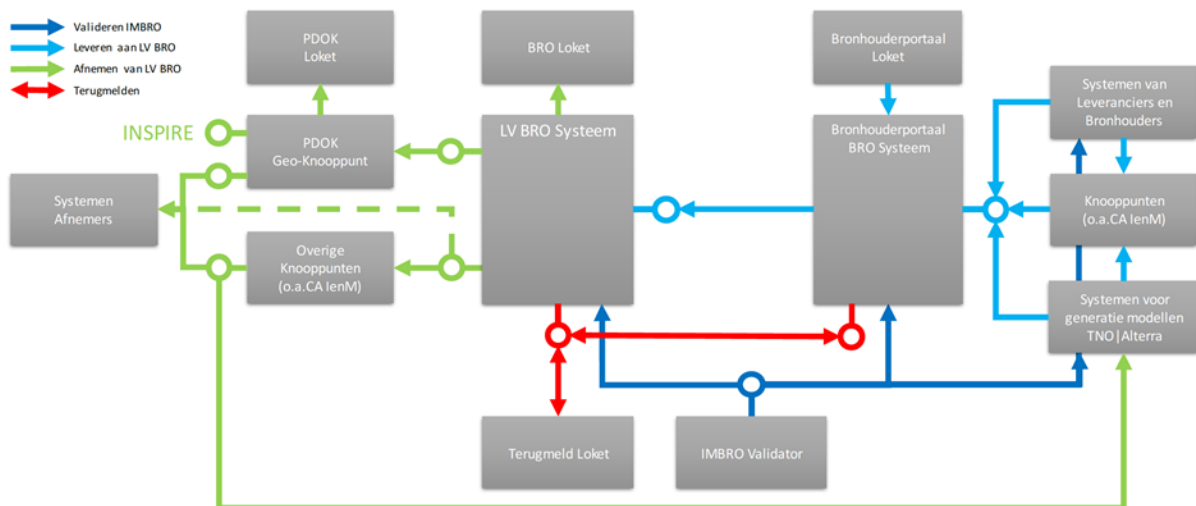 Valideren IMBRO
Leveren aan LV BRO
Afnemen van LV BRO
Terugmelden
PDOK
Loket
BRO Loket
Bronhouderportaal
Loket
Systemen van
Leveranciers en
Bronhouders
INSPIRE
PDOK
Geo-Knooppunt
LV BRO Systeem
Bronhouderportaal
BRO Systeem
Systemen
Afnemers
Knooppunten
(o.a.CA IenM)
Overige
Knooppunten
(o.a.CA IenM)
Systemen voor
generatie modellen
TNO|Alterra
Terugmeld Loket
IMBRO Validator